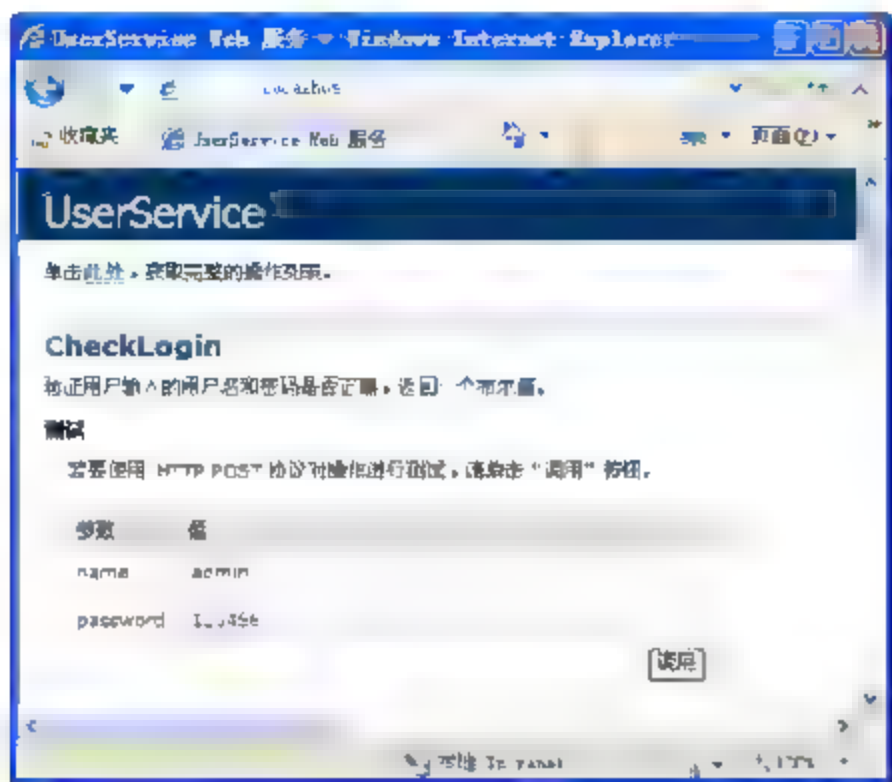 UserService Web 服务 - Windows Internet Explorer
收藏夹 UserService Web 服务 页面(P)
UserService
单击此处，获取完整的操作列表。
CheckLogin
验证用户输入的用户名和密码是否正确，返回一个布尔值。
测试
若要使用 HTTP POST 协议对操作进行测试，请单击“调用”按钮。
参数 值
name admin
password
调用